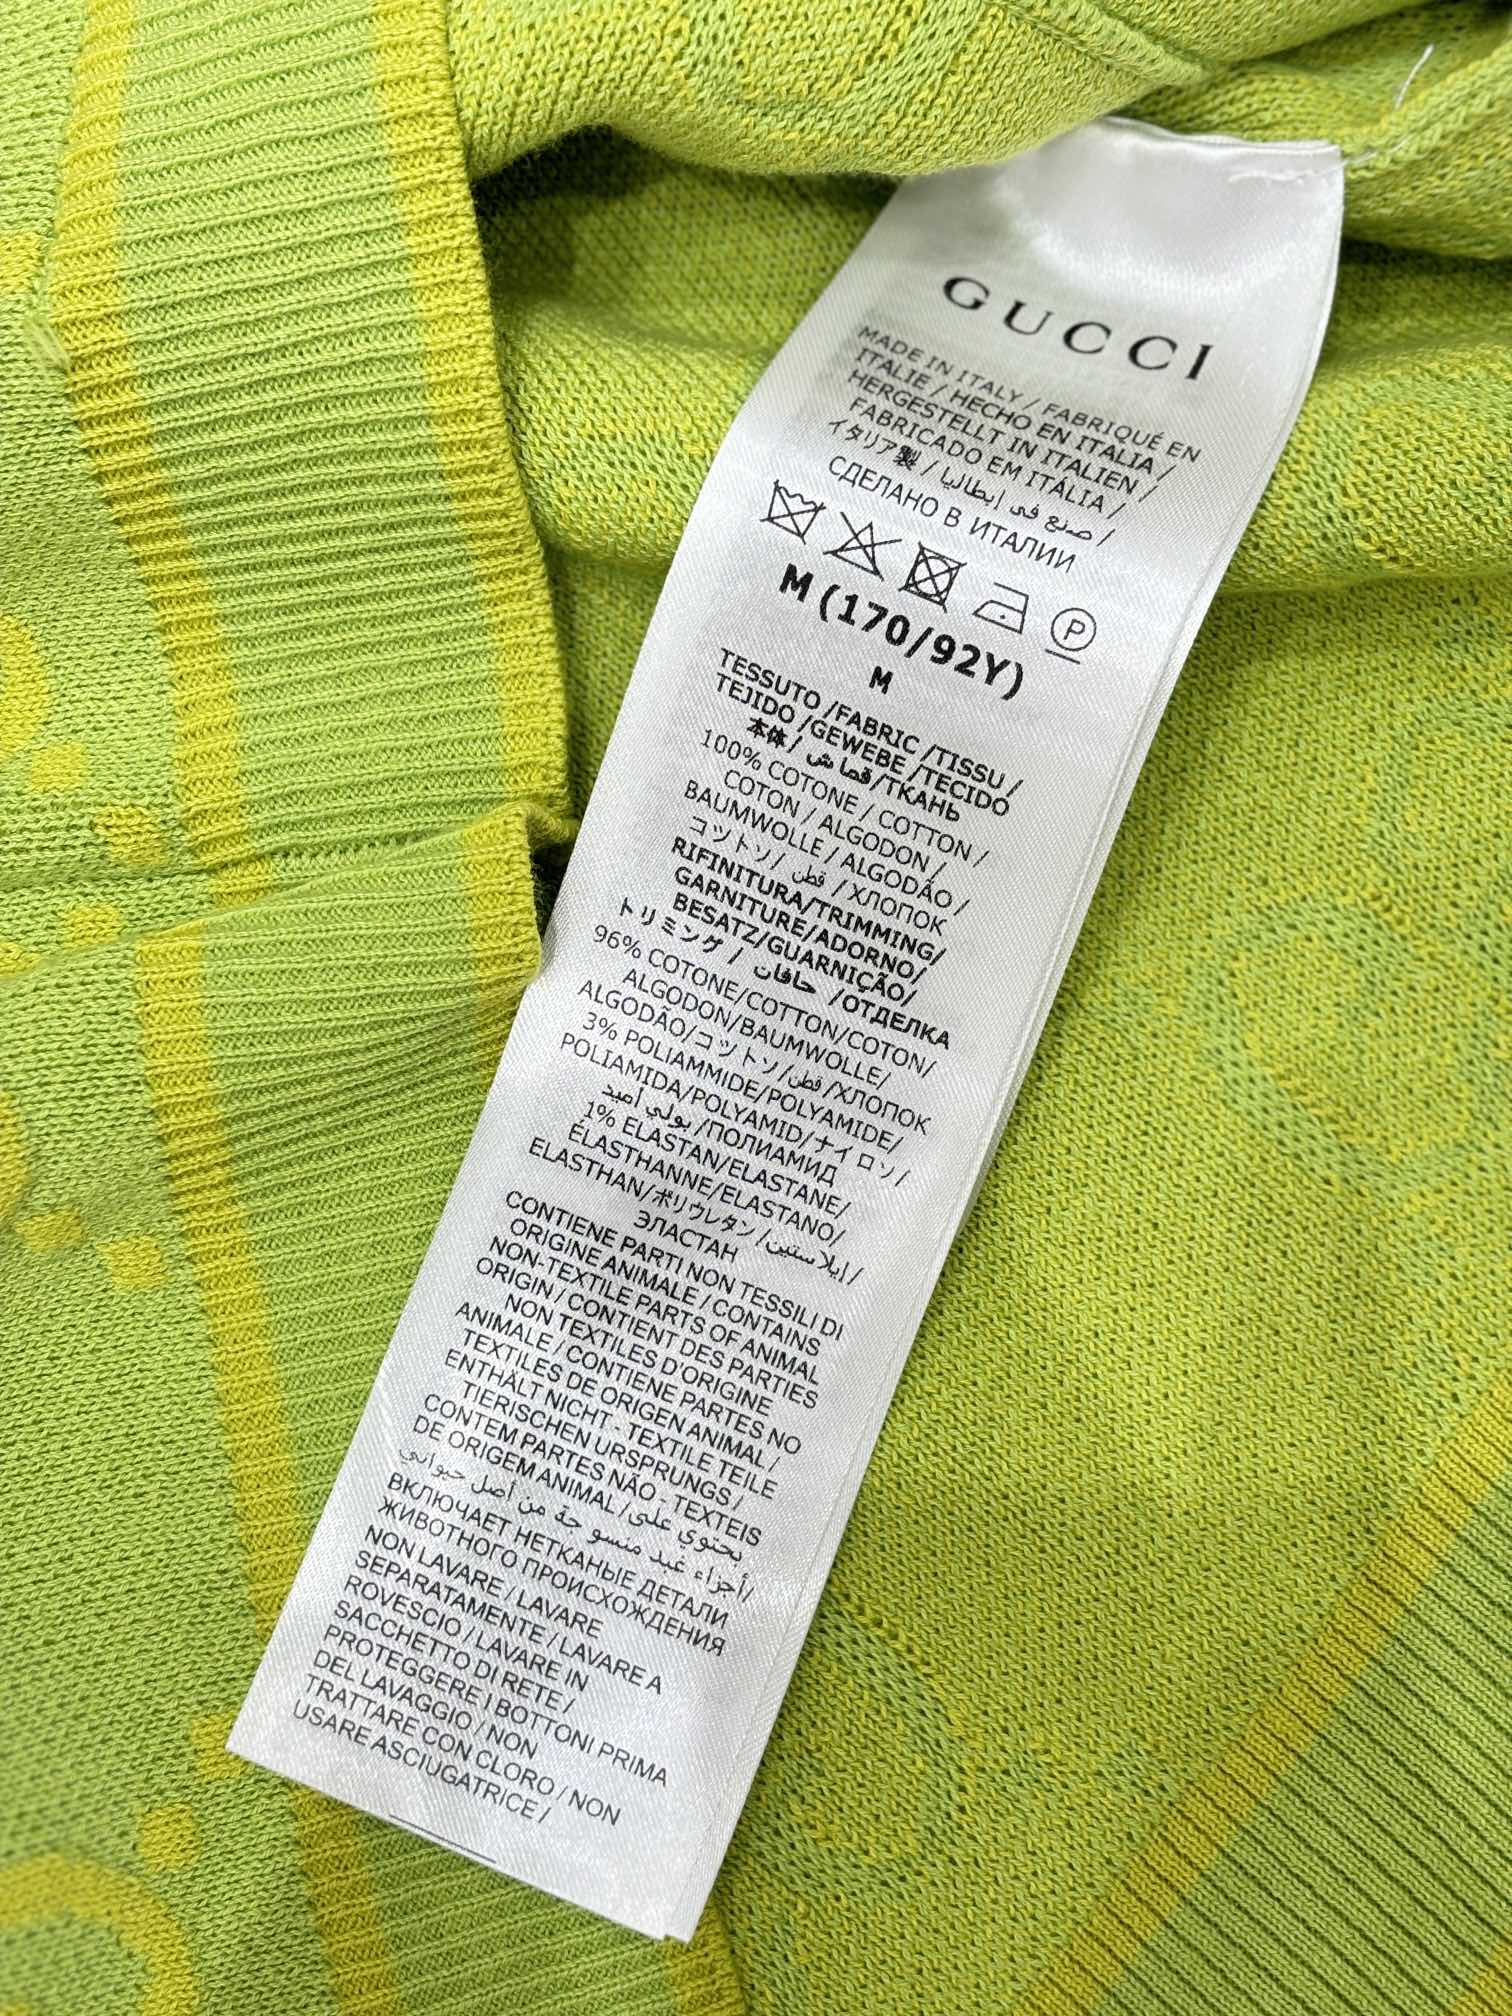 GUCCI
MADE IN ITALY / FABRIQUÉ EN
ITALIE / HECHO EN ITALIA /
HERGESTELLT IN ITALIEN /
FABRICADO EM ITÁLIA /
イタリア製 / صنع في إيطاليا /
СДЕЛАНО В ИТАЛИИ
P
M (170/92Y)
M
TESSUTO /FABRIC /TISSU /
TEJIDO /GEWEBE /TECIDO
本体 / قماش /ТКАНЬ
100% COTONE / COTTON /
COTON / ALGODON /
BAUMWOLLE / ALGODÃO /
コットン/ قطن /ХЛОПОК
RIFINITURA/TRIMMING/
GARNITURE/ADORNO/
BESATZ/GUARNIÇÃO/
トリミング / حافات /ОТДЕЛКА
96% COTONE/COTTON/COTON/
ALGODON/BAUMWOLLE/
ALGODÃO/コットン/قطن/ХЛОПОК
3% POLIAMMIDE/POLYAMIDE/
POLIAMIDA/POLYAMID/ナイロン/
بولي أميد /ПОЛИАМИД
1% ELASTAN/ELASTANE/
ÉLASTHANNE/ELASTANO/
ELASTHAN/ポリウレタン/إيلاستين/
ЭЛАСТАН
CONTIENE PARTI NON TESSILI DI
ORIGINE ANIMALE / CONTAINS
NON-TEXTILE PARTS OF ANIMAL
ORIGIN / CONTIENT DES PARTIES
NON TEXTILES D'ORIGINE
ANIMALE / CONTIENE PARTES NO
TEXTILES DE ORIGEN ANIMAL /
ENTHÄLT NICHT - TEXTILE TEILE
TIERISCHEN URSPRUNGS /
CONTEM PARTES NÃO - TEXTEIS
DE ORIGEM ANIMAL / يحتوي على
أجزاء غير منسوجة من أصل حيواني/
ВКЛЮЧАЕТ НЕТКАНЫЕ ДЕТАЛИ
ЖИВОТНОГО ПРОИСХОЖДЕНИЯ
NON LAVARE / LAVARE
SEPARATAMENTE / LAVARE A
ROVESCIO / LAVARE IN
SACCHETTO DI RETE /
PROTEGGERE I BOTTONI PRIMA
DEL LAVAGGIO / NON
TRATTARE CON CLORO / NON
USARE ASCIUGATRICE /